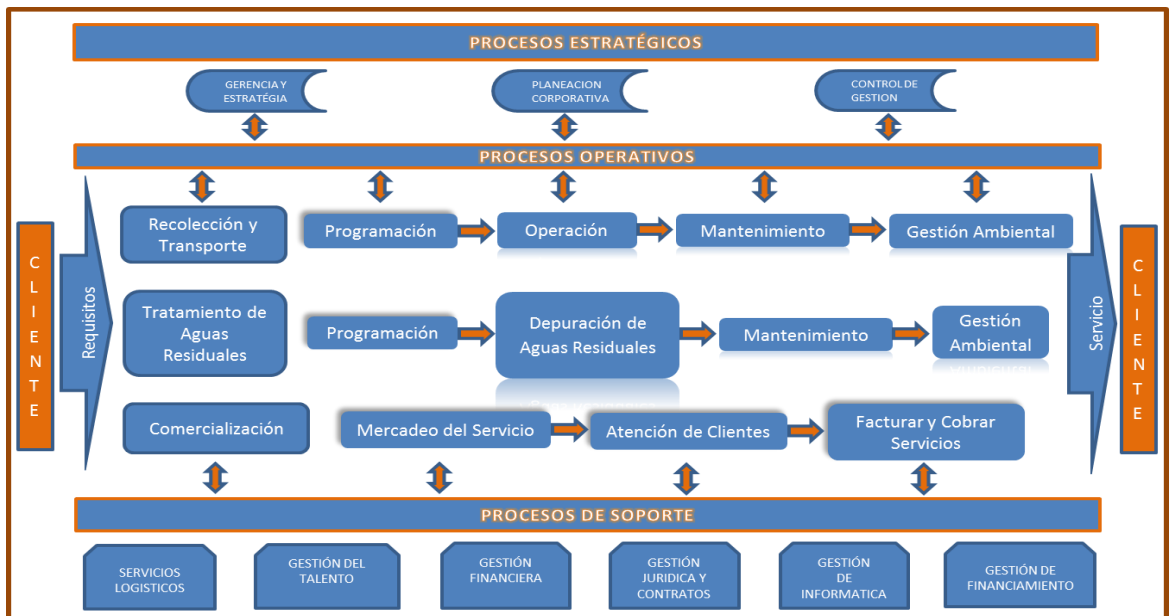 PROCESOS ESTRATÉGICOS
GERENCIA Y
ESTRATÉGIA
PLANEACION
CORPORATIVA
CONTROL DE
GESTION
PROCESOS OPERATIVOS
CLIENTE
Requisitos
Recolección y
Transporte
Programación
Operación
Mantenimiento
Gestión Ambiental
Tratamiento de
Aguas
Residuales
Programación
Depuración de
Aguas Residuales
Mantenimiento
Gestión
Ambiental
Comercialización
Mercadeo del Servicio
Atención de Clientes
Facturar y Cobrar
Servicios
Servicio
CLIENTE
PROCESOS DE SOPORTE
SERVICIOS
LOGISTICOS
GESTIÓN DEL
TALENTO
GESTIÓN
FINANCIERA
GESTIÓN
JURIDICA Y
CONTRATOS
GESTIÓN
DE
INFORMATICA
GESTIÓN DE
FINANCIAMIENTO